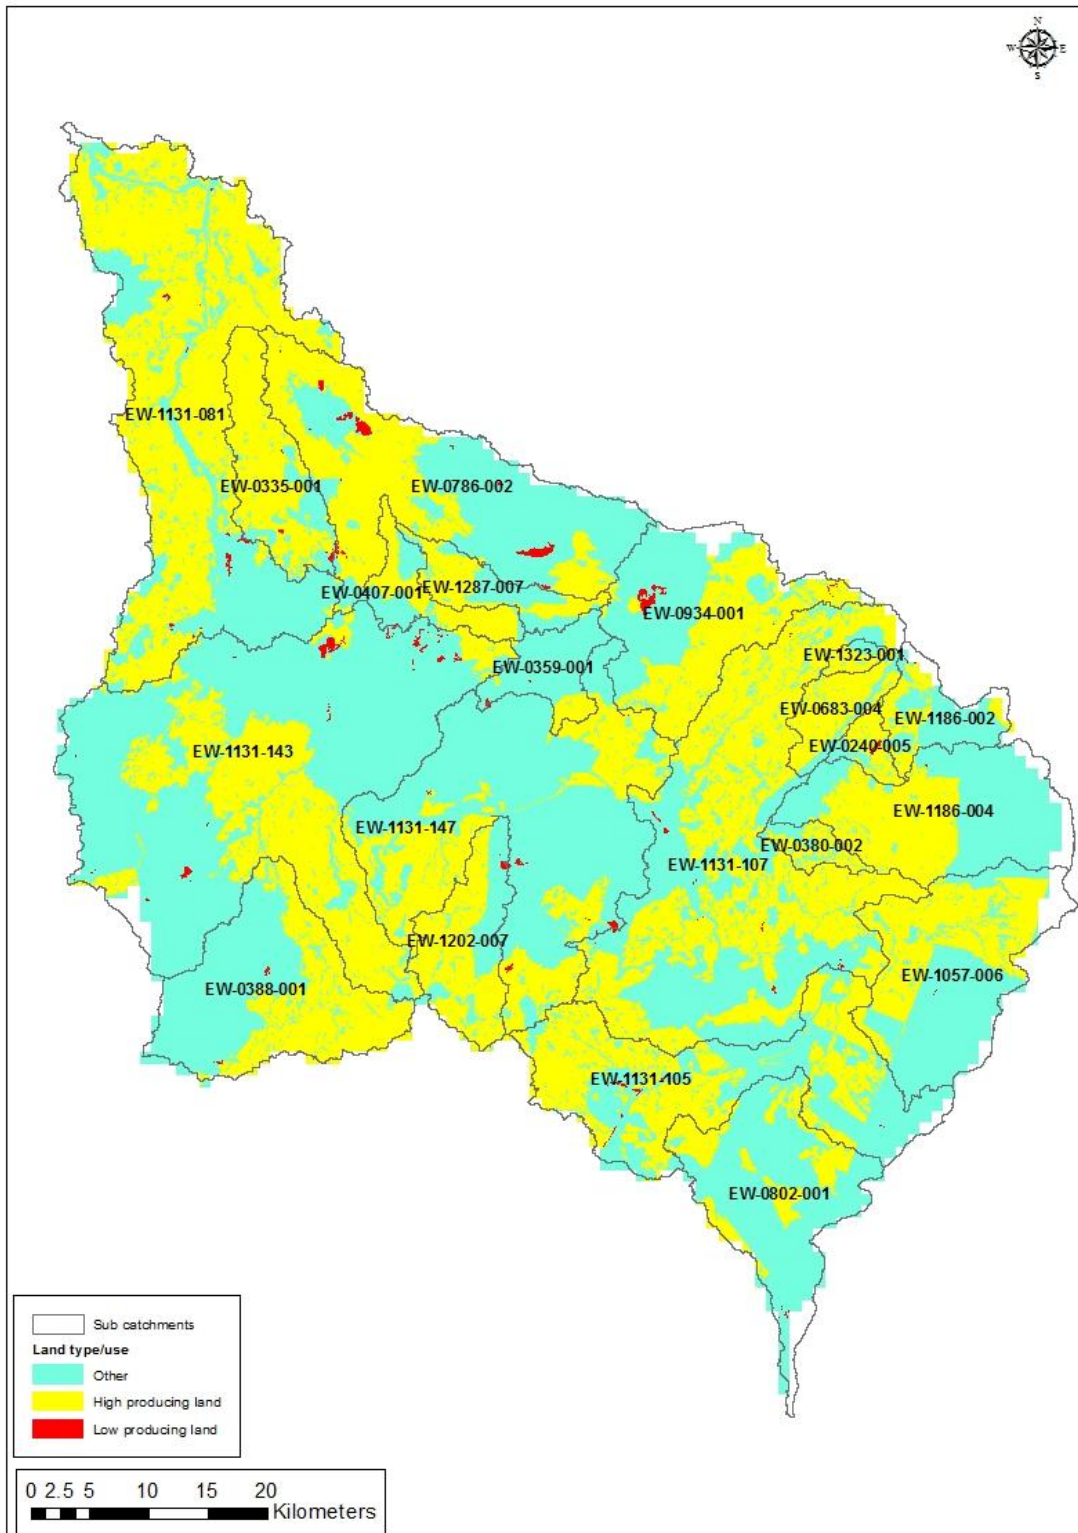 N
W E
S
EW-1131-081
EW-0335-001
EW-0786-002
EW-0407-001
EW-1287-007
EW-0934-001
EW-0359-001
EW-1323-001
EW-0683-004
EW-1186-002
EW-0240-005
EW-1131-143
EW-1186-004
EW-1131-147
EW-0380-002
EW-1131-107
EW-1202-007
EW-0388-001
EW-1057-006
EW-1131-105
EW-0802-001
Sub catchments
Land type/use
Other
High producing land
Low producing land
0 2.5 5 10 15 20
Kilometers